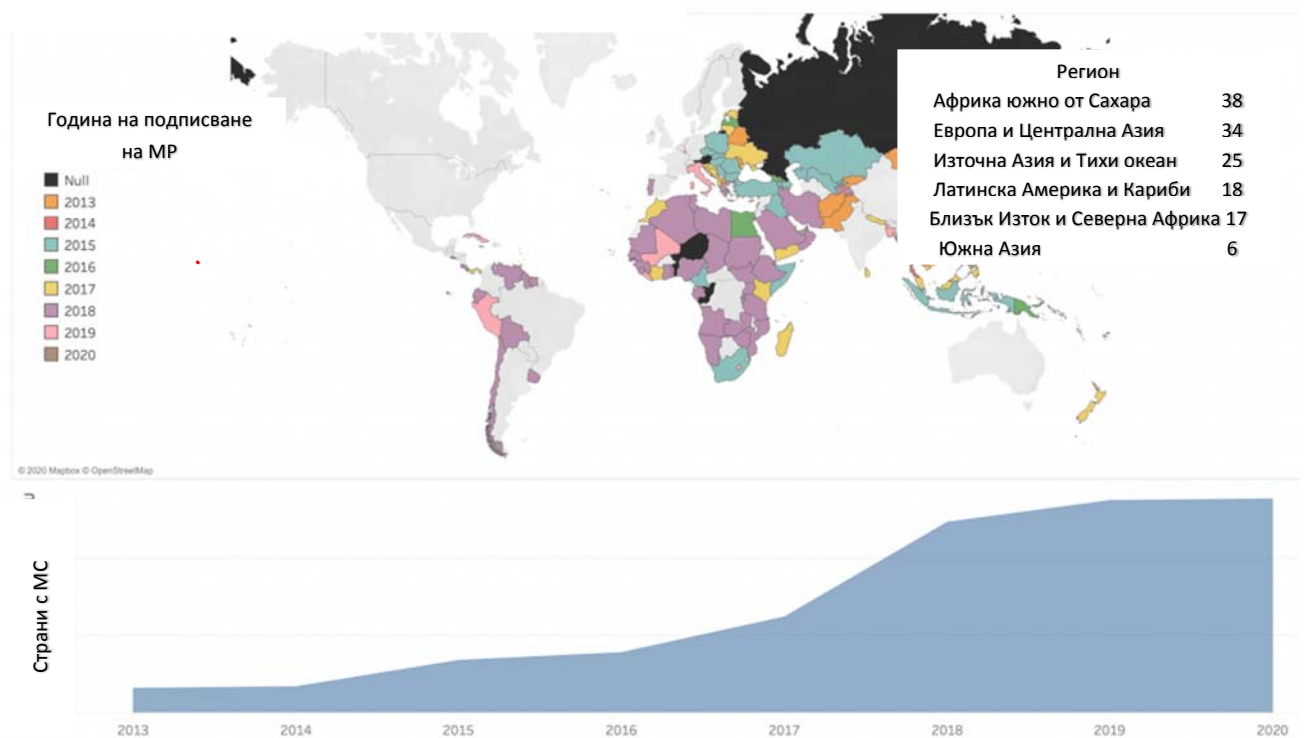 Година на подписване
на МР
Null
2013
2014
2015
2016
2017
2018
2019
2020
Регион
Африка южно от Сахара 38
Европа и Централна Азия 34
Източна Азия и Тихи океан 25
Латинска Америка и Кариби 18
Близък Изток и Северна Африка 17
Южна Азия 6
© 2020 Mapbox © OpenStreetMap
Страни с МС
2013 2014 2015 2016 2017 2018 2019 2020